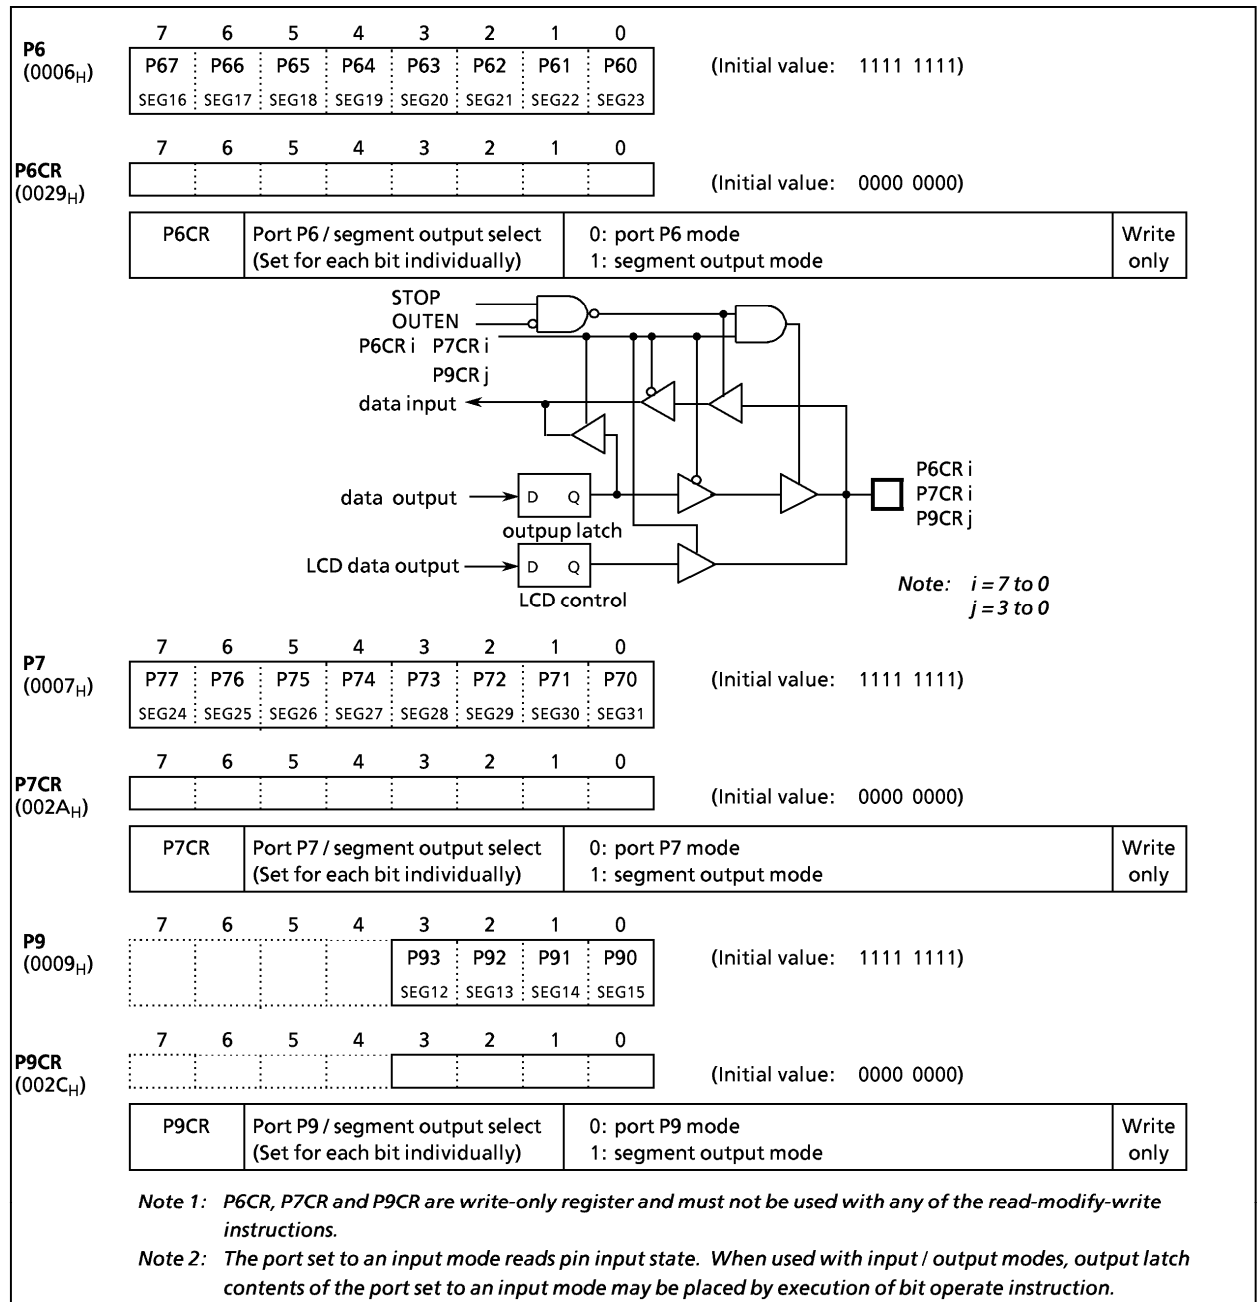 7 6 5 4 3 2 1 0
P6
(0006H)
P67 P66 P65 P64 P63 P62 P61 P60
(Initial value: 1111 1111)
SEG16 SEG17 SEG18 SEG19 SEG20 SEG21 SEG22 SEG23
7 6 5 4 3 2 1 0
P6CR
(0029H)
(Initial value: 0000 0000)
P6CR Port P6 / segment output select 0: port P6 mode Write
(Set for each bit individually) 1: segment output mode only
STOP
OUTEN
P6CR i P7CR i
P9CR j
data input
P6CR i
P7CR i
P9CR j
data output D Q
outpup latch
LCD data output D Q
LCD control
Note: i = 7 to 0
j = 3 to 0
7 6 5 4 3 2 1 0
P7
(0007H)
P77 P76 P75 P74 P73 P72 P71 P70
(Initial value: 1111 1111)
SEG24 SEG25 SEG26 SEG27 SEG28 SEG29 SEG30 SEG31
7 6 5 4 3 2 1 0
P7CR
(002AH)
(Initial value: 0000 0000)
P7CR Port P7 / segment output select 0: port P7 mode Write
(Set for each bit individually) 1: segment output mode only
7 6 5 4 3 2 1 0
P9
(0009H)
P93 P92 P91 P90
(Initial value: 1111 1111)
SEG12 SEG13 SEG14 SEG15
7 6 5 4 3 2 1 0
P9CR
(002CH)
(Initial value: 0000 0000)
P9CR Port P9 / segment output select 0: port P9 mode Write
(Set for each bit individually) 1: segment output mode only
Note 1: P6CR, P7CR and P9CR are write-only register and must not be used with any of the read-modify-write
instructions.
Note 2: The port set to an input mode reads pin input state. When used with input / output modes, output latch
contents of the port set to an input mode may be placed by execution of bit operate instruction.